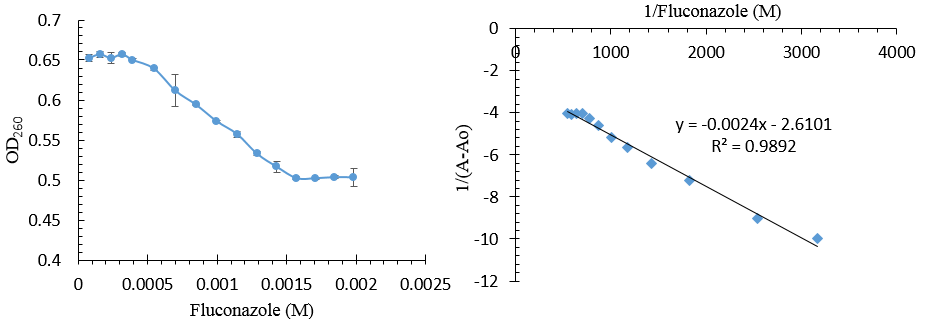 0.7
0.65
0.6
0.55
0.5
0.45
0.4
OD260
0 0.0005 0.001 0.0015 0.002 0.0025
Fluconazole (M)
1/Fluconazole (M)
0 1000 2000 3000 4000
0
-2
-4
-6
-8
-10
-12
1/(A-Ao)
y = -0.0024x - 2.6101
R² = 0.9892